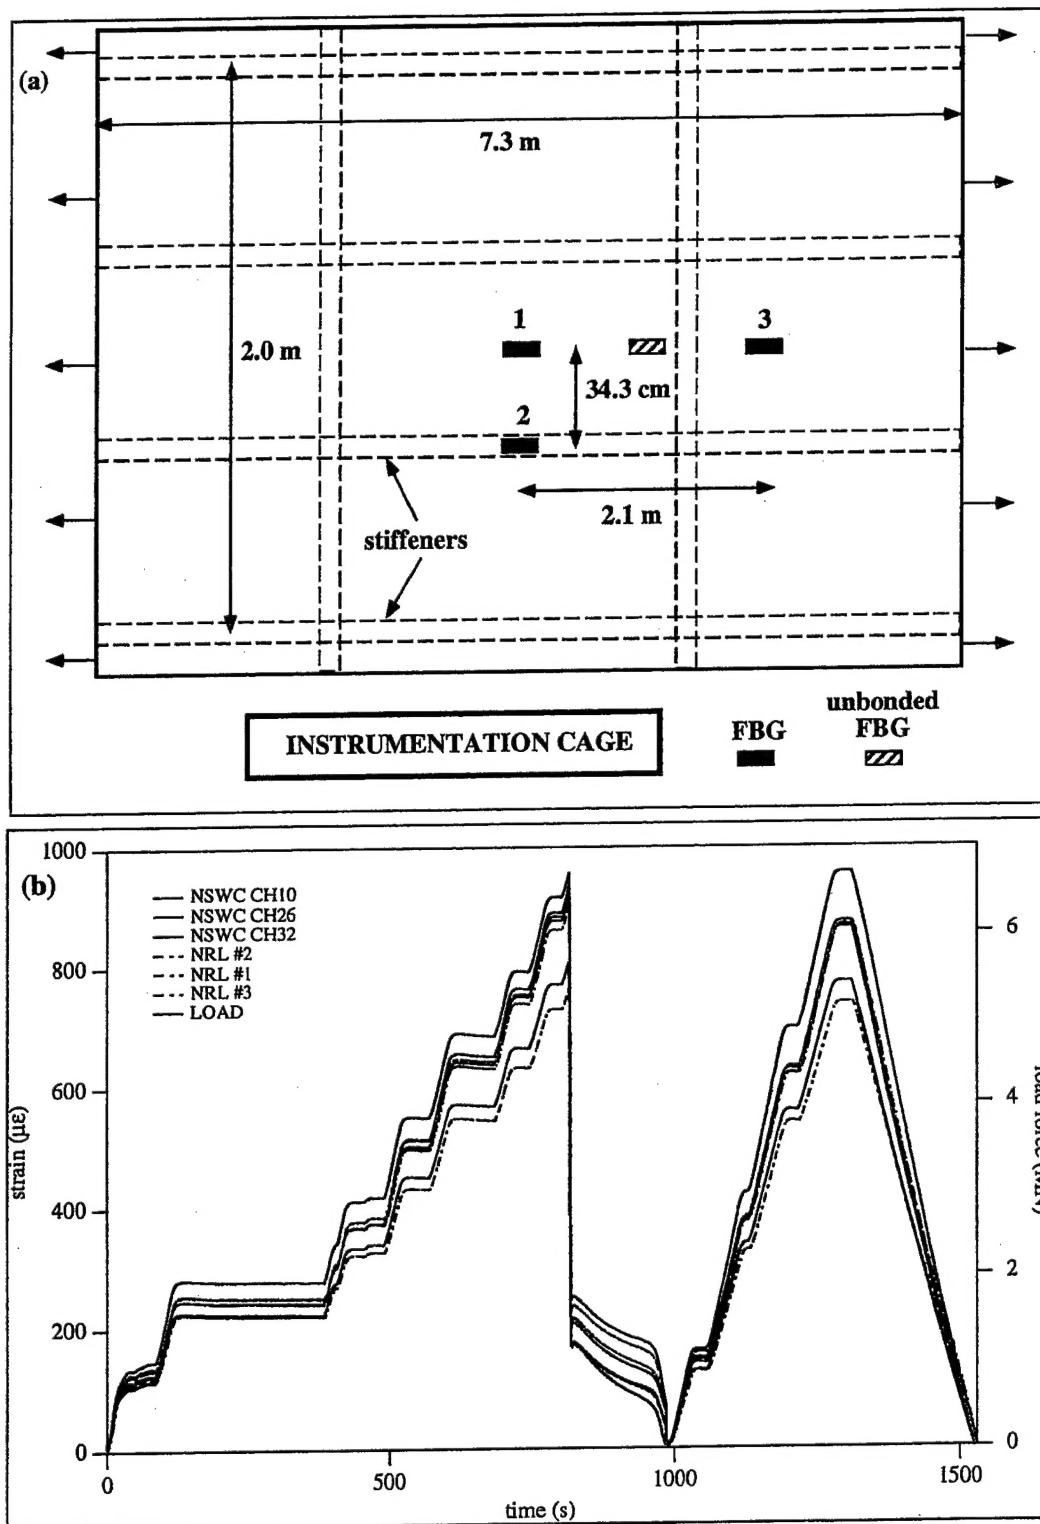 (a)
7.3 m
2.0 m
1
3
34.3 cm
2
2.1 m
stiffeners
INSTRUMENTATION CAGE
FBG
unbonded
FBG
(b)
NSWC CH10
NSWC CH26
NSWC CH32
NRL #2
NRL #1
NRL #3
LOAD
1000
800
600
400
200
0
strain (µε)
0
500
1000
1500
time (s)
6
4
2
0